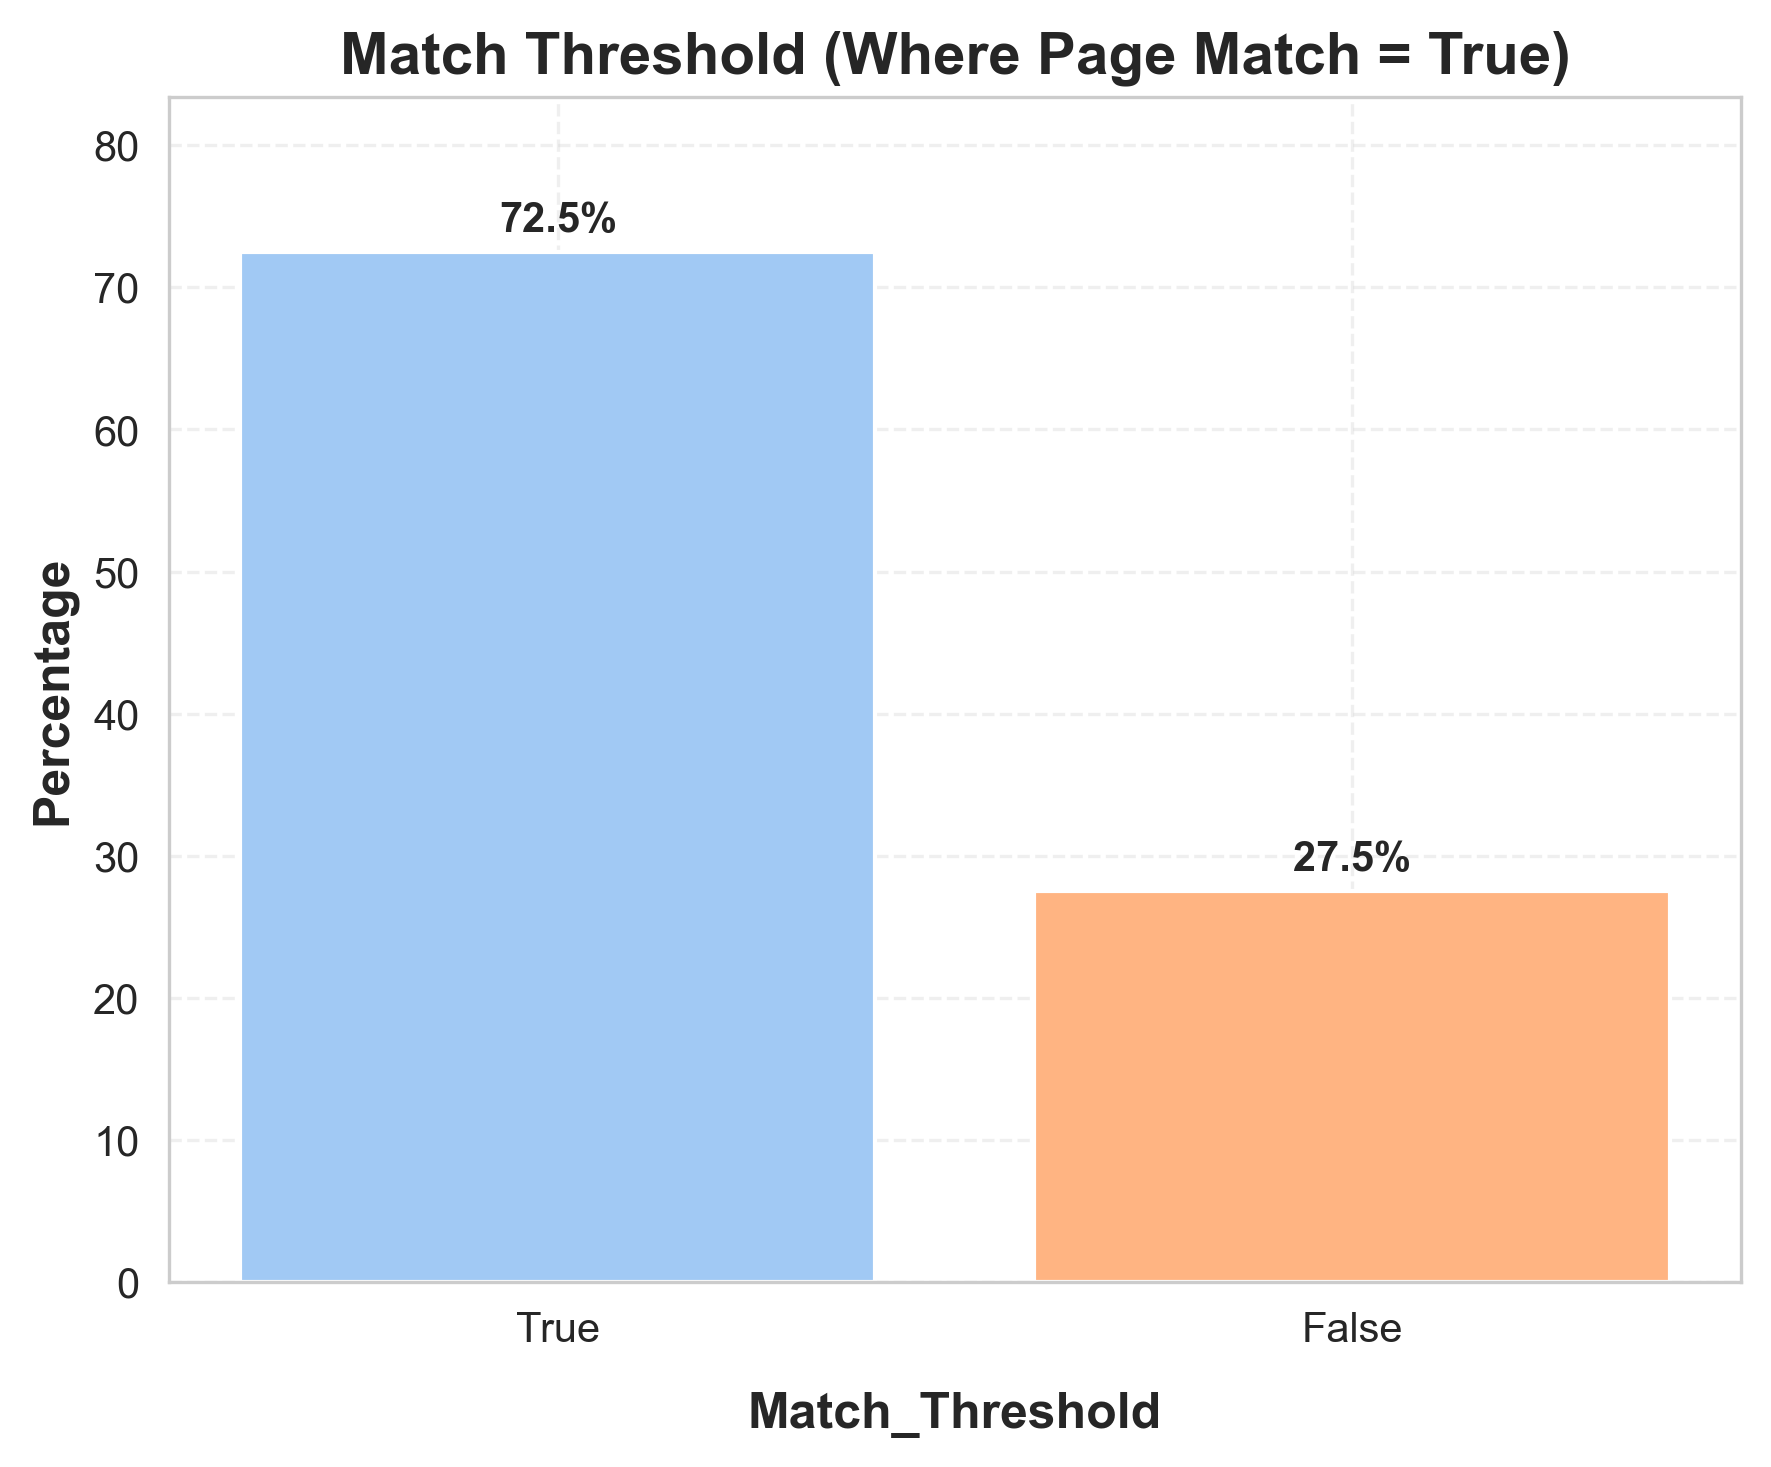 Match Threshold (Where Page Match = True)
Percentage
80
70
60
50
40
30
20
10
0
72.5%
27.5%
True
False
Match_Threshold